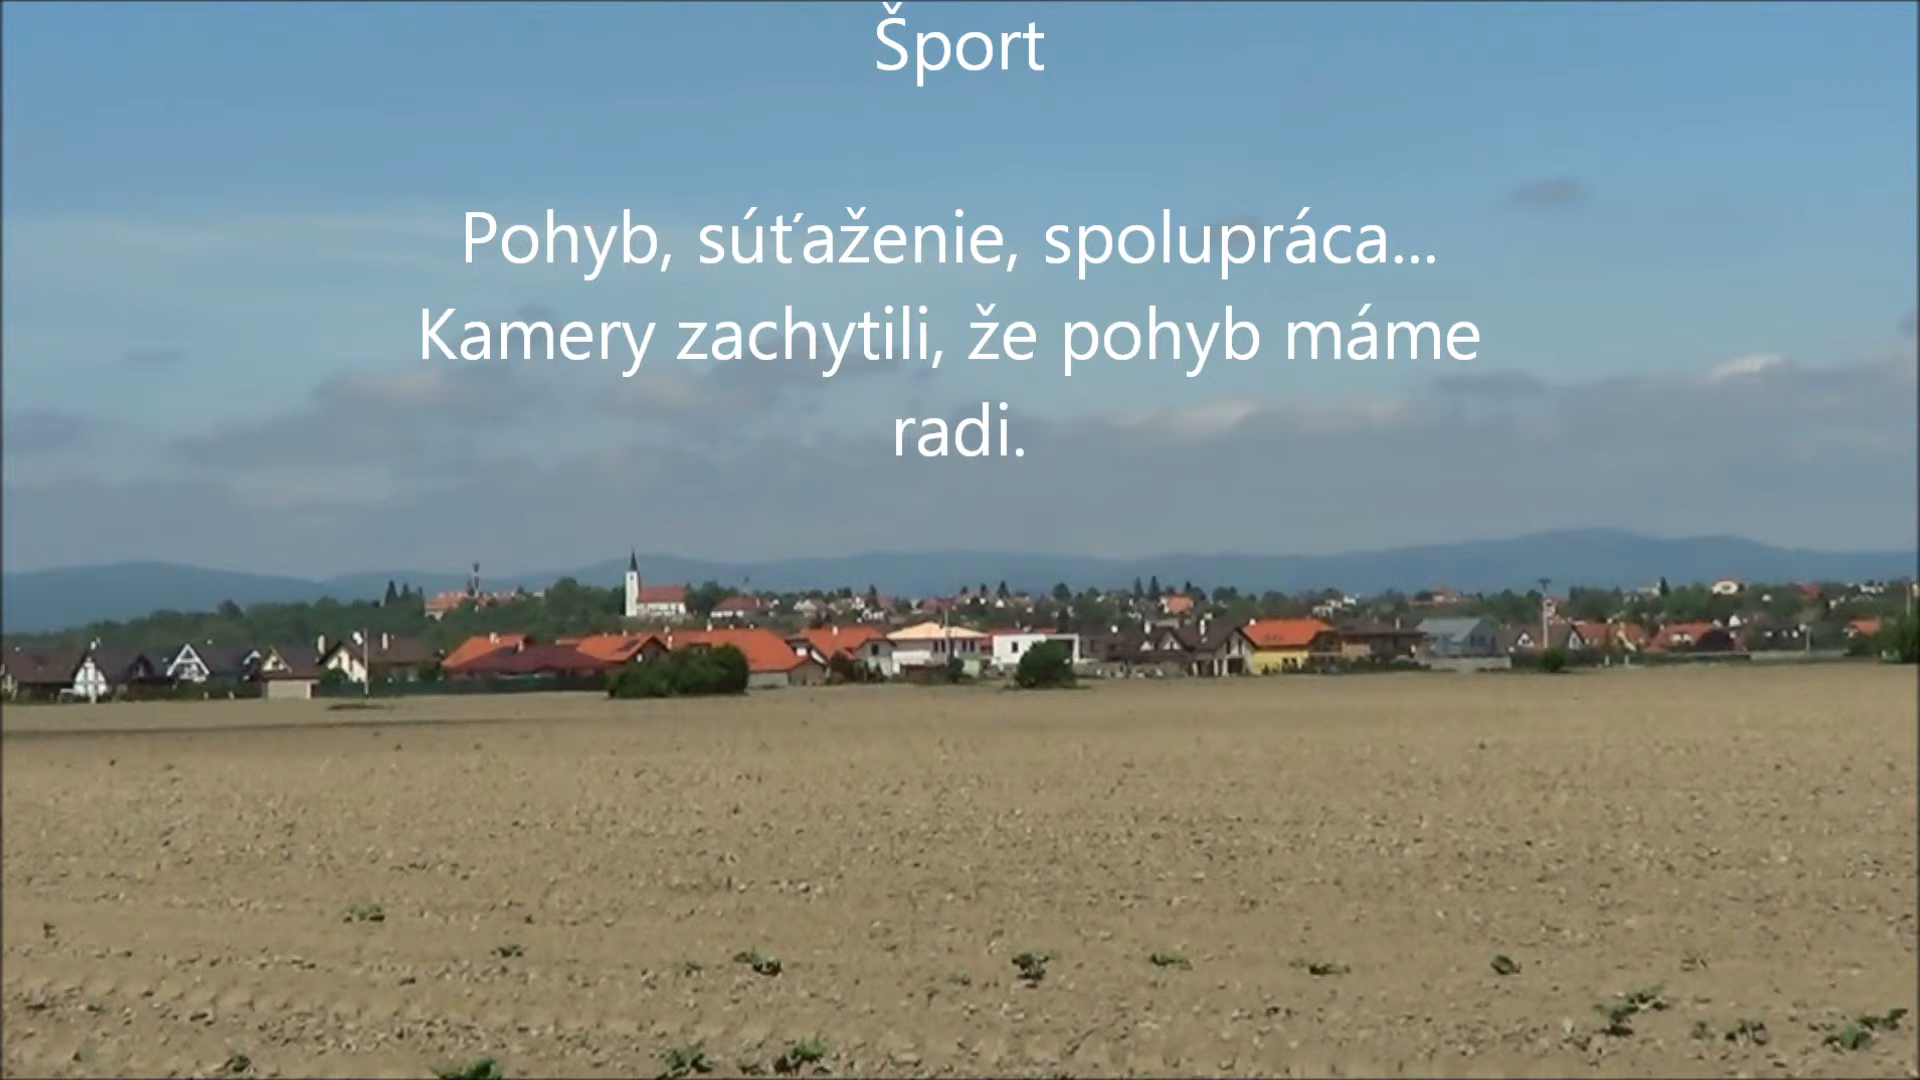 Šport
Pohyb, súťaženie, spolupráca...
Kamery zachytili, že pohyb máme
radi.